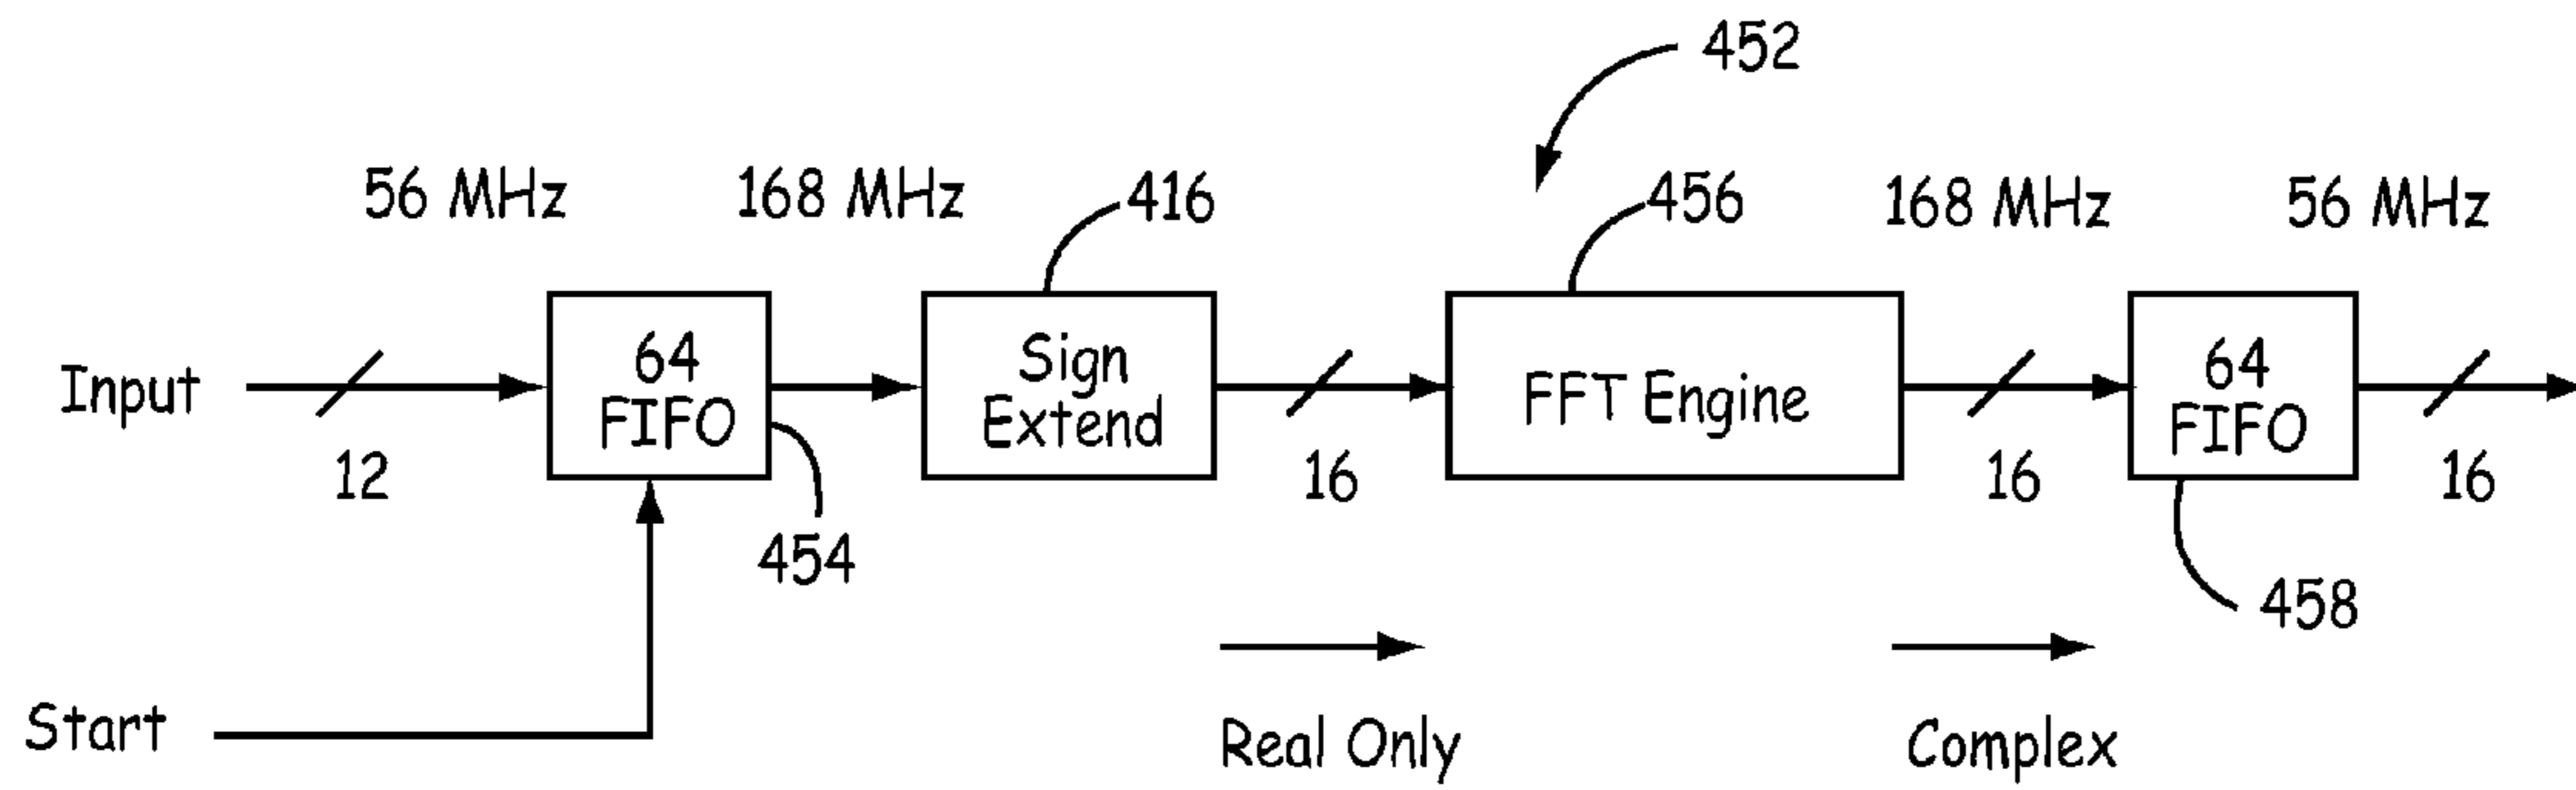 452
56 MHz
168 MHz
416
456
168 MHz
56 MHz
Input
12
64
FIFO
454
Sign
Extend
16
FFT Engine
16
64
FIFO
458
16
Start
Real Only
Complex